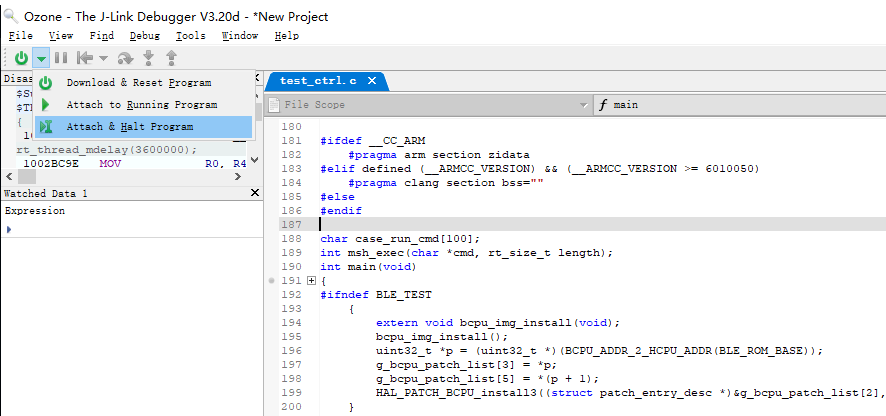 Ozone - The J-Link Debugger V3.20d - *New Project
File View Find Debug Tools Window Help
Download & Reset Program
Attach to Running Program
Attach & Halt Program
$Th
{
rt_thread_mdelay(3600000);
1002BC9E MOV R0, R4
Watched Data 1
Expression
test_ctrl.c
File Scope
main
180
181 #ifdef __CC_ARM
182 #pragma arm section zidata
183 #elif defined (__ARMCC_VERSION) && (__ARMCC_VERSION >= 6010050)
184 #pragma clang section bss=""
185 #else
186 #endif
187
188 char case_run_cmd[100];
189 int msh_exec(char *cmd, rt_size_t length);
190 int main(void)
191 {
192 #ifndef BLE_TEST
193 {
194 extern void bcpu_img_install(void);
195 bcpu_img_install();
196 uint32_t *p = (uint32_t *)(BCPU_ADDR_2_HCPU_ADDR(BLE_ROM_BASE));
197 g_bcpu_patch_list[3] = *p;
198 g_bcpu_patch_list[5] = *(p + 1);
199 HAL_PATCH_BCPU_install3((struct patch_entry_desc *)&g_bcpu_patch_list[2],
200 }